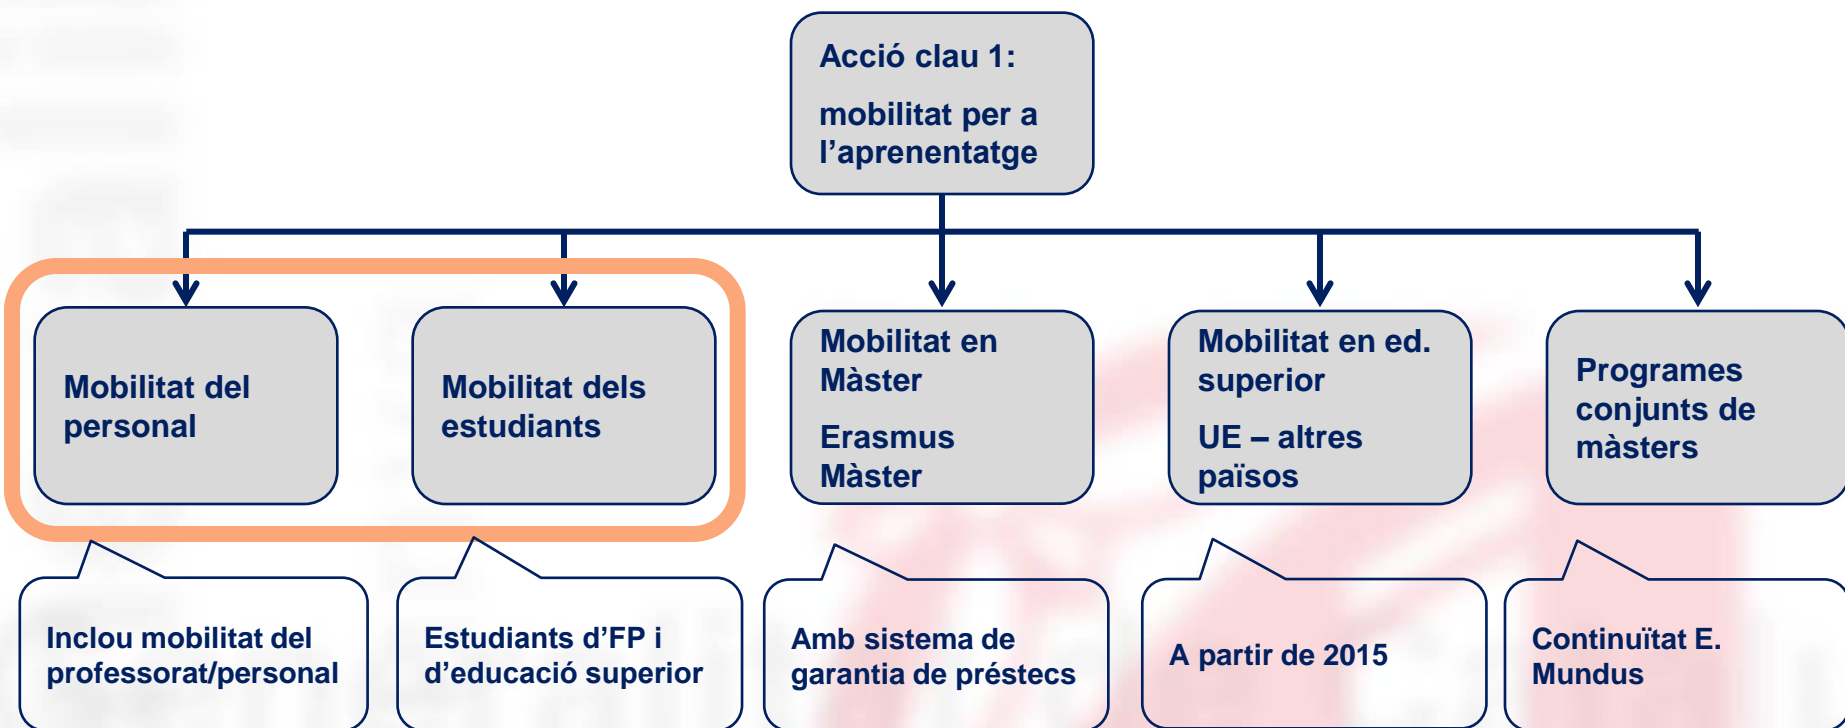 Acció clau 1:
mobilitat per a
l’aprenentatge
Mobilitat del
personal
Mobilitat dels
estudiants
Mobilitat en
Màster
Erasmus
Màster
Mobilitat en ed.
superior
UE – altres
països
Programes
conjunts de
màsters
Inclou mobilitat del
professorat/personal
Estudiants d’FP i
d’educació superior
Amb sistema de
garantia de préstecs
A partir de 2015
Continuïtat E.
Mundus